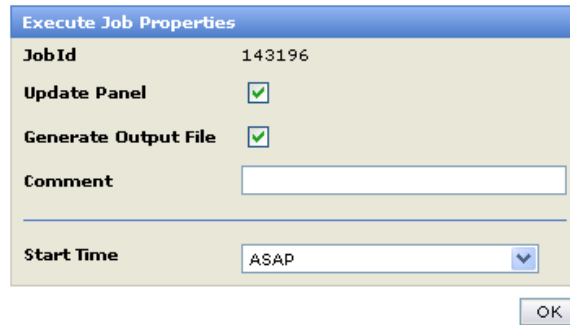 Execute Job Properties
JobId 143196
Update Panel
Generate Output File
Comment
Start Time ASAP
OK